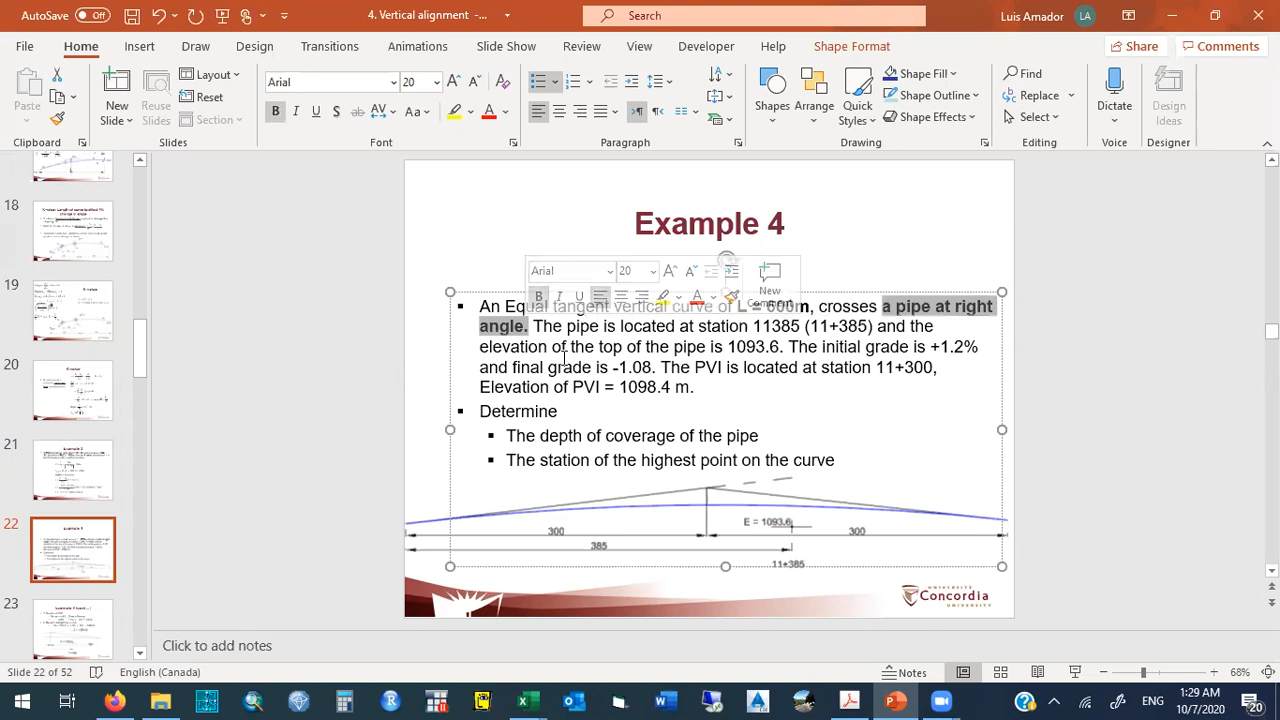 4. Vertical alignment - ...
Search
Luis Amador
LA
File
Home
Insert
Draw
Design
Transitions
Animations
Slide Show
Review
View
Developer
Help
Shape Format
Share
Comments
Paste
New
Slide
Reuse
Slides
Layout
Reset
Section
Arial
20
B
I
U
S
ab
AV
Aa
A
Shapes
Arrange
Quick
Styles
Shape Fill
Shape Outline
Shape Effects
Find
Replace
Select
Dictate
Design
Ideas
Clipboard
Slides
Font
Paragraph
Drawing
Editing
Voice
Designer
18
19
20
21
22
23
Example 4
Arial
20
B
I
U
A
New
Comment
An Equal tangent vertical curve of L = 600m, crosses a pipe at right
angle. The pipe is located at station 11385 (11+385) and the
elevation of the top of the pipe is 1093.6. The initial grade is +1.2%
and final grade is -1.08. The PVI is located at station 11+300,
Elevation of PVI = 1098.4 m.
Determine
The depth of coverage of the pipe
The station of the highest point on the curve
E = 1093.6
300
300
385
11+385
UNIVERSITÉ
Concordia
UNIVERSITY
Click to add notes
Slide 22 of 52
English (Canada)
Notes
68%
ENG
1:29 AM
10/7/2020
20